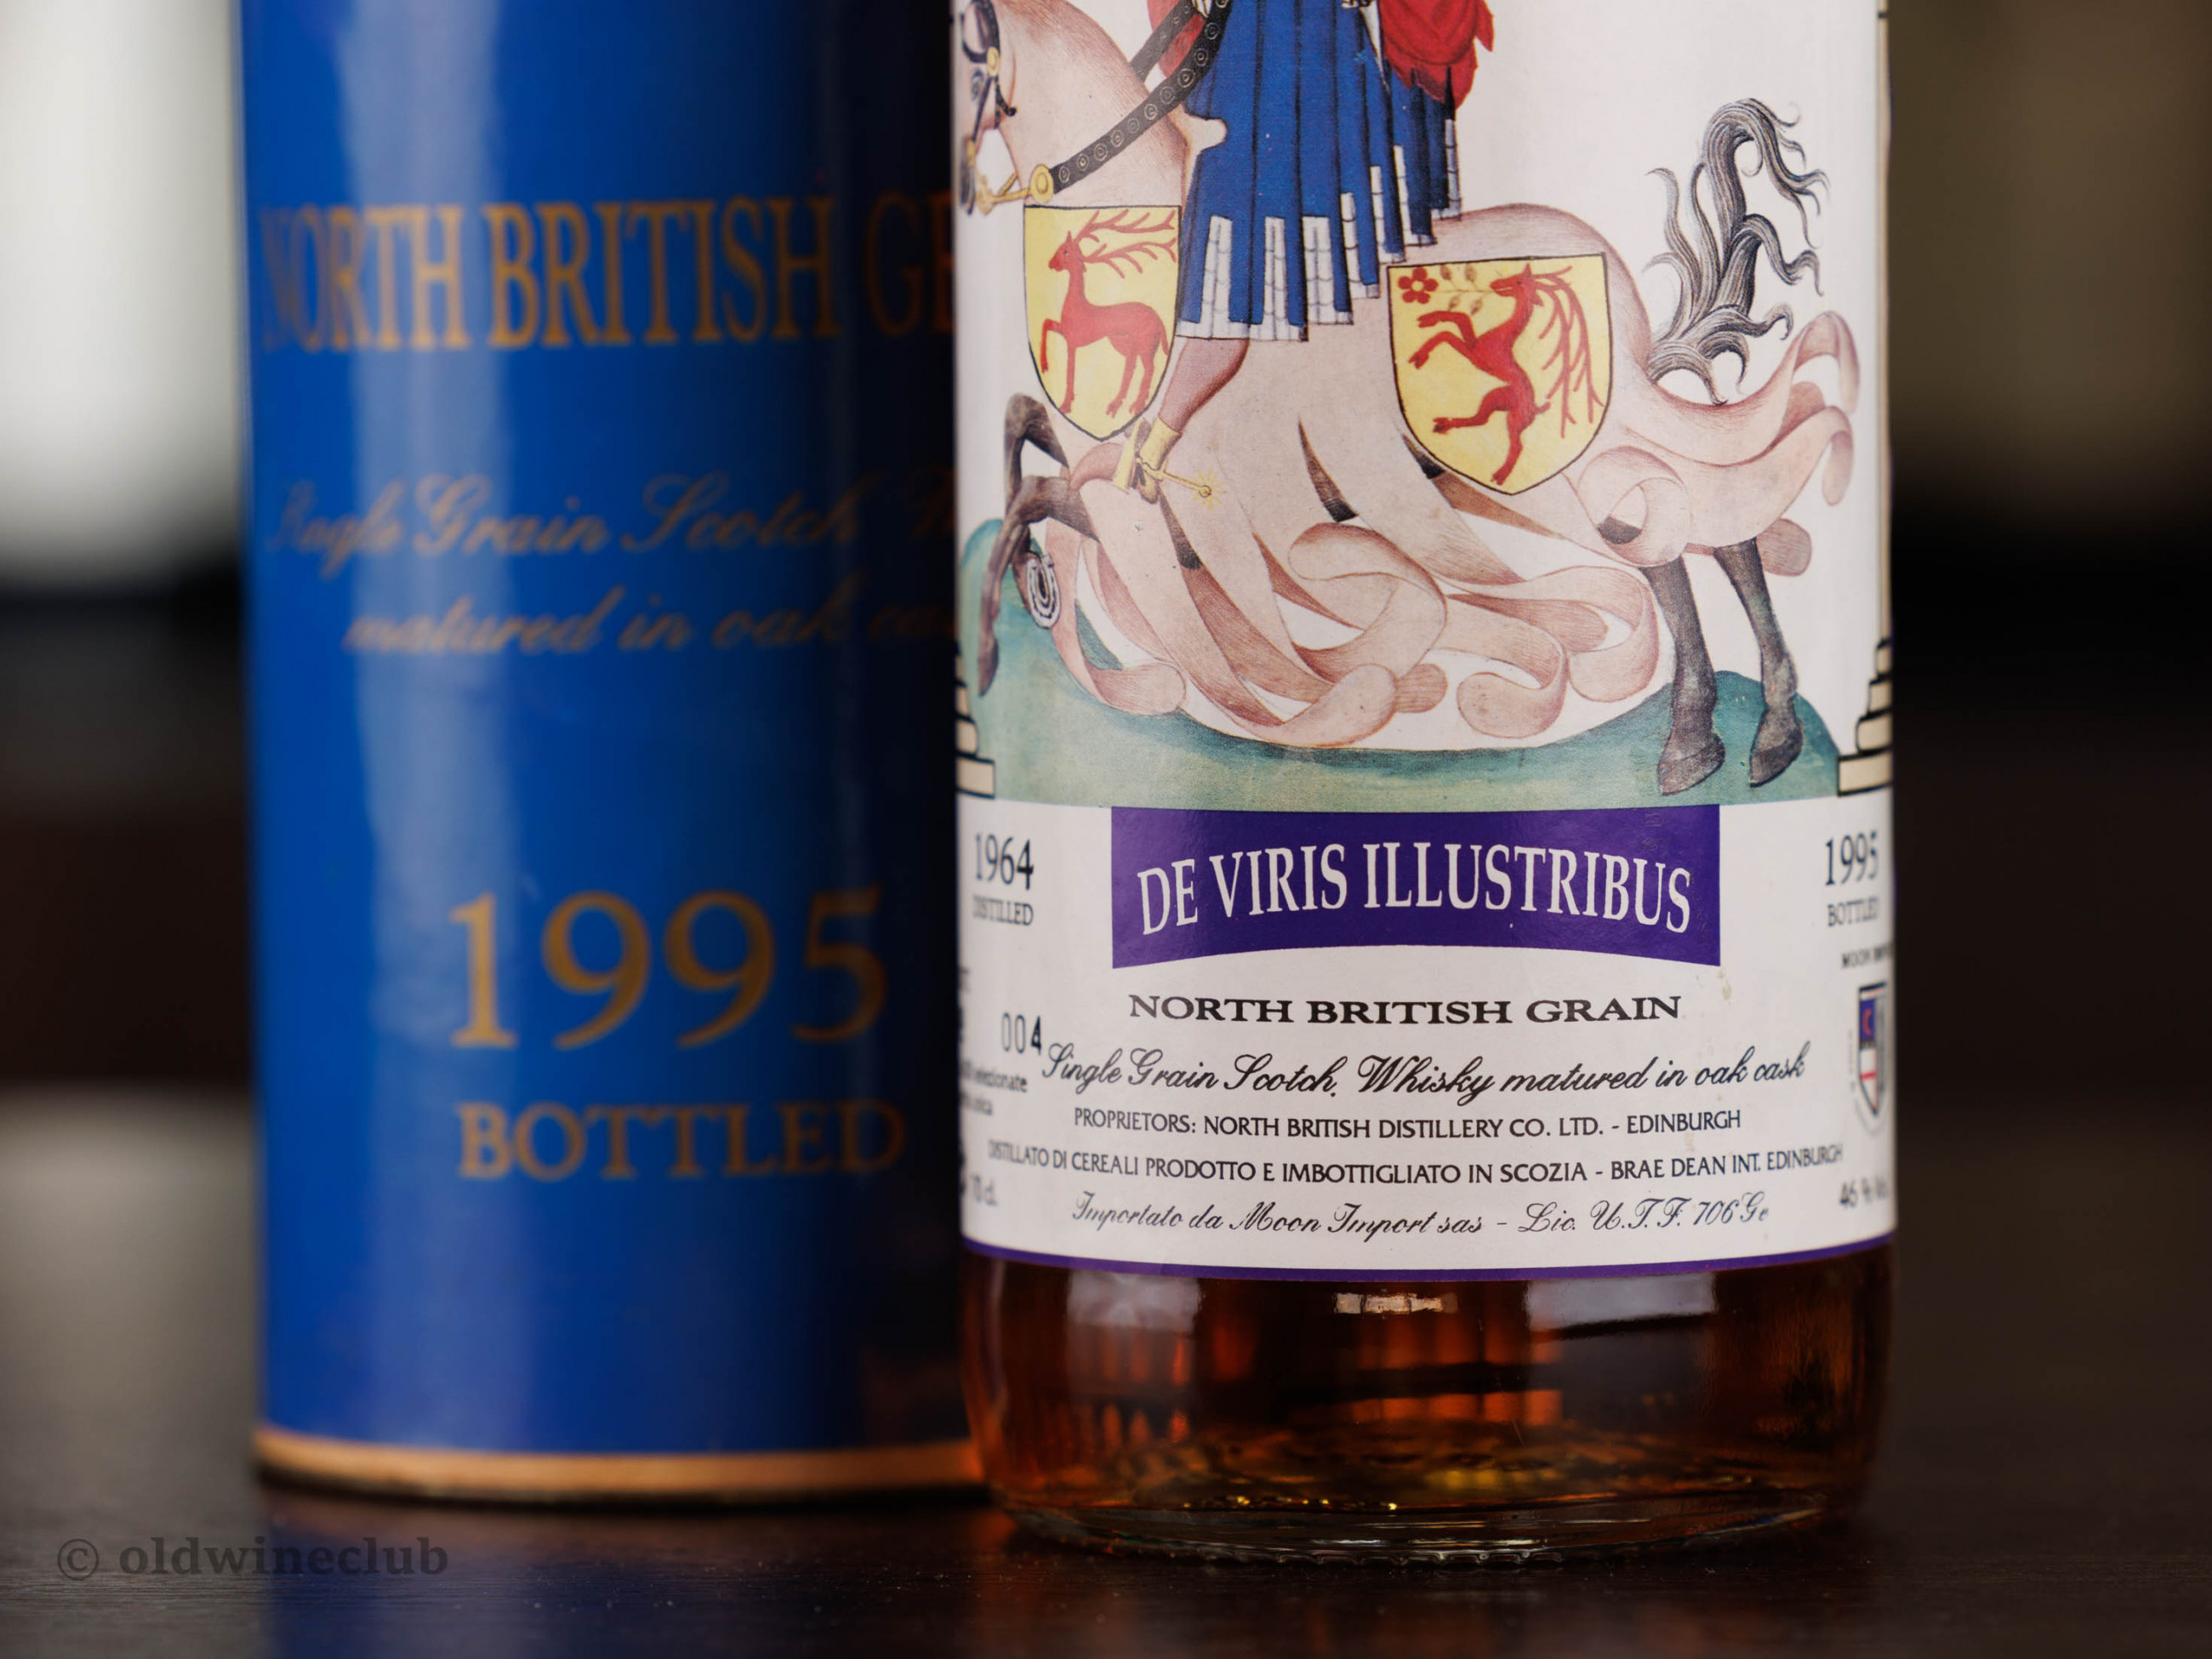 NORTH BRITISH
Single Grain Scotch
matured in oak
1995
BOTTLED
1964
DISTILLED
DE VIRIS ILLUSTRIBUS
1995
BOTTLED
MOON
NORTH BRITISH GRAIN
004
Single Grain Scotch Whisky matured in oak cask
PROPRIETORS: NORTH BRITISH DISTILLERY CO. LTD. - EDINBURGH
DISTILLATO DI CEREALI PRODOTTO E IMBOTTIGLIATO IN SCOZIA - BRAE DEAN INT. EDINBURGH
70 cl.
46 %
Importato da Moon Import sas - Lic. U.T.F. 706 Ge
© oldwineclub